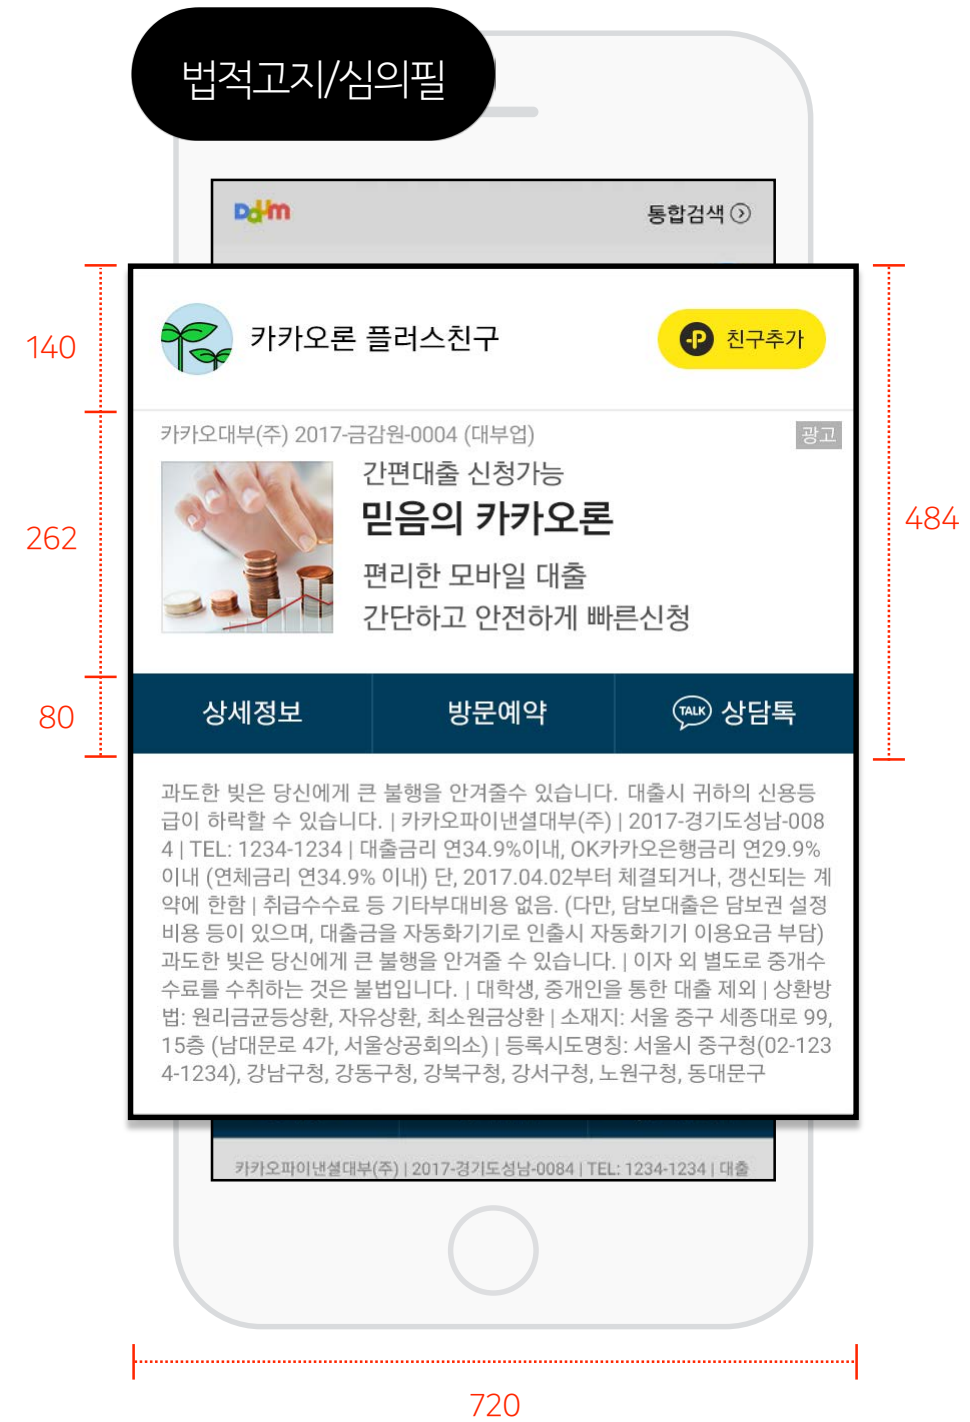 법적고지/심의필
Daum
통합검색
140
카카오론 플러스친구
친구추가
카카오대부(주) 2017-금감원-0004 (대부업)
광고
간편대출 신청가능
믿음의 카카오론
262
484
편리한 모바일 대출
간단하고 안전하게 빠른신청
80
상세정보
방문예약
TALK 상담톡
과도한 빚은 당신에게 큰 불행을 안겨줄수 있습니다. 대출시 귀하의 신용등
급이 하락할 수 있습니다. | 카카오파이낸셜대부(주) | 2017-경기도성남-008
4 | TEL: 1234-1234 | 대출금리 연34.9%이내, OK카카오은행금리 연29.9%
이내 (연체금리 연34.9% 이내) 단, 2017.04.02부터 체결되거나, 갱신되는 계
약에 한함 | 취급수수료 등 기타부대비용 없음. (다만, 담보대출은 담보권 설정
비용 등이 있으며, 대출금을 자동화기기로 인출시 자동화기기 이용요금 부담)
과도한 빚은 당신에게 큰 불행을 안겨줄 수 있습니다. | 이자 외 별도로 중개수
수료를 수취하는 것은 불법입니다. | 대학생, 중개인을 통한 대출 제외 | 상환방
법: 원리금균등상환, 자유상환, 최소원금상환 | 소재지: 서울 중구 세종대로 99,
15층 (남대문로 4가, 서울상공회의소) | 등록시도명칭: 서울시 중구청(02-123
4-1234), 강남구청, 강동구청, 강북구청, 강서구청, 노원구청, 동대문구
카카오파이낸셜대부(주) | 2017-경기도성남-0084 | TEL: 1234-1234 | 대출
720